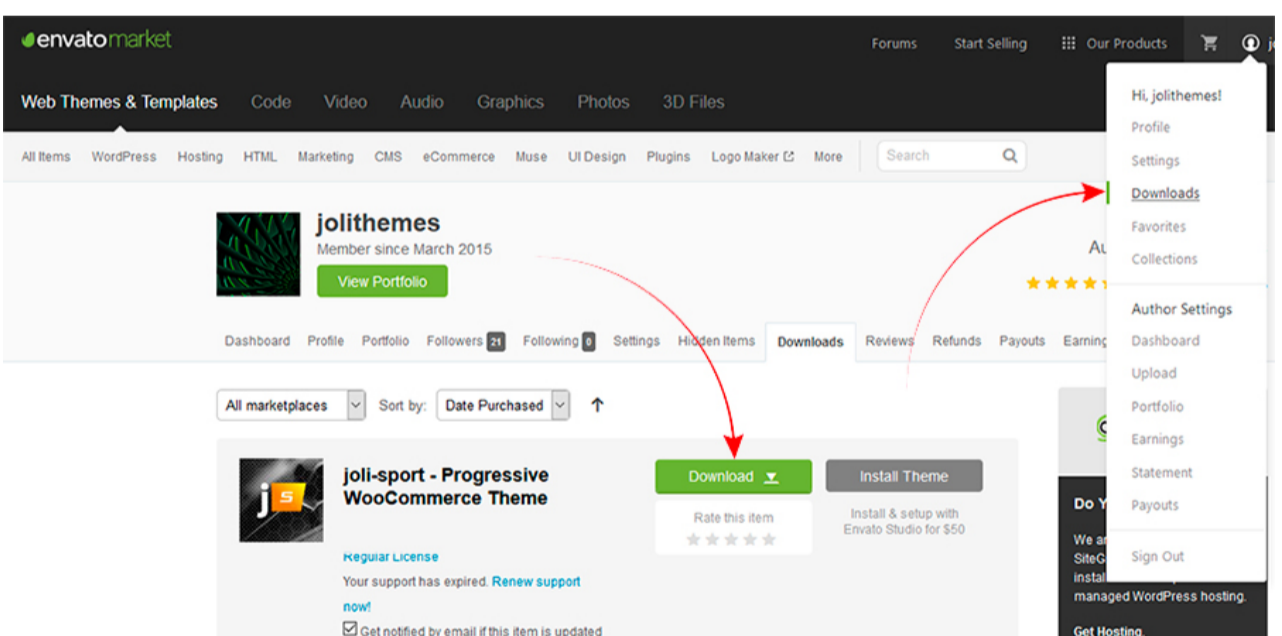 envatomarket
Forums Start Selling Our Products
Web Themes & Templates Code Video Audio Graphics Photos 3D Files
All Items WordPress Hosting HTML Marketing CMS eCommerce Muse UI Design Plugins Logo Maker More Search
Hi, jolithemes!
Profile
Settings
Downloads
Favorites
Collections
Author Settings
Dashboard
Upload
Portfolio
Earnings
Statement
Payouts
Sign Out
jolithemes
Member since March 2015
View Portfolio
Dashboard Profile Portfolio Followers 21 Following 0 Settings Hidden Items Downloads Reviews Refunds Payouts Earning
All marketplaces Sort by: Date Purchased
j s
joli-sport - Progressive
WooCommerce Theme
Download Install Theme
Rate this item
Install & setup with
Envato Studio for $50
Regular License
Your support has expired. Renew support
now!
Get notified by email if this item is updated
Do Y
We ar
SiteG
instal
managed WordPress hosting.
Get Hosting.